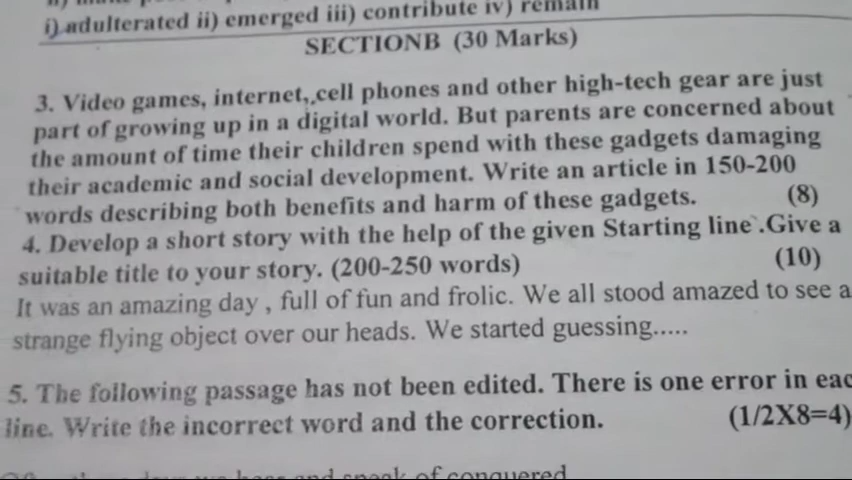 i) adulterated ii) emerged iii) contribute iv) remain
SECTIONB (30 Marks)
3. Video games, internet, cell phones and other high-tech gear are just
part of growing up in a digital world. But parents are concerned about
the amount of time their children spend with these gadgets damaging
their academic and social development. Write an article in 150-200
words describing both benefits and harm of these gadgets. (8)
4. Develop a short story with the help of the given Starting line .Give a
suitable title to your story. (200-250 words) (10)
It was an amazing day , full of fun and frolic. We all stood amazed to see a
strange flying object over our heads. We started guessing.....
5. The following passage has not been edited. There is one error in eac
line. Write the incorrect word and the correction. (1/2X8=4)
and speak of conquered